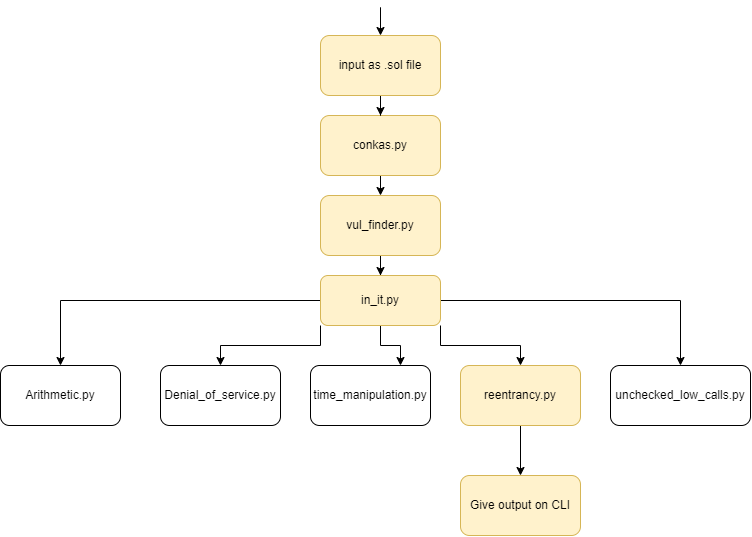 input as .sol file
conkas.py
vul_finder.py
in_it.py
Arithmetic.py
Denial_of_service.py
time_manipulation.py
reentrancy.py
unchecked_low_calls.py
Give output on CLI